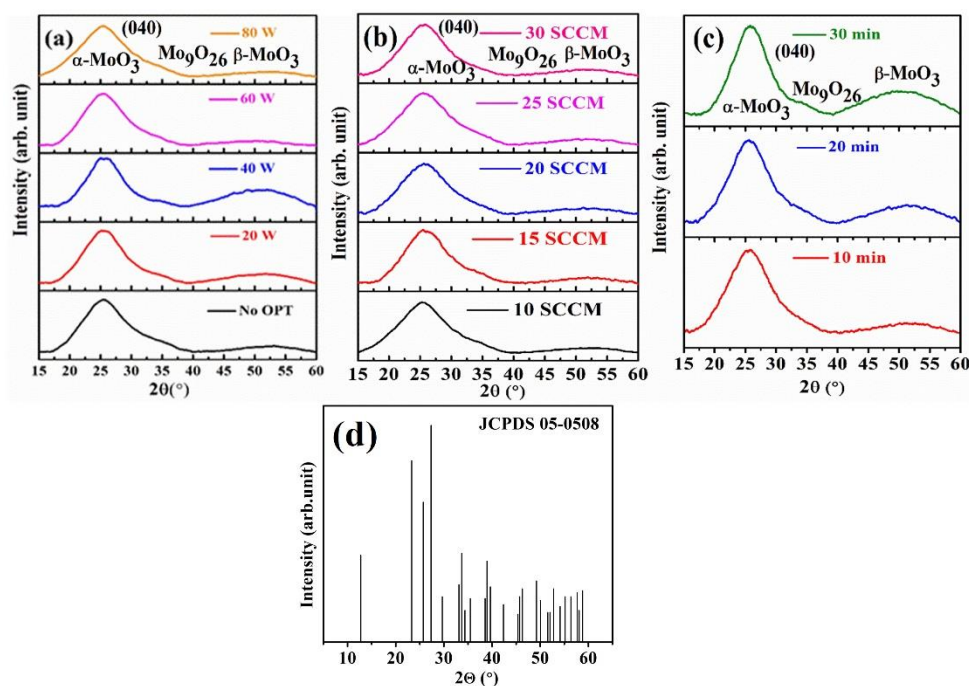 (a)
(040)
80 W
α-MoO3
Mo9O26
β-MoO3
60 W
40 W
20 W
No OPT
Intensity (arb. unit)
15 20 25 30 35 40 45 50 55 60
2θ(°)
(b)
(040)
30 SCCM
α-MoO3
Mo9O26
β-MoO3
25 SCCM
20 SCCM
15 SCCM
10 SCCM
Intensity (arb. unit)
15 20 25 30 35 40 45 50 55 60
2θ (°)
(c)
30 min
(040)
β-MoO3
Mo9O26
α-MoO3
20 min
10 min
Intensity (arb. unit)
15 20 25 30 35 40 45 50 55 60
2θ (°)
(d)
JCPDS 05-0508
Intensity (arb.unit)
10 20 30 40 50 60
2Θ (°)